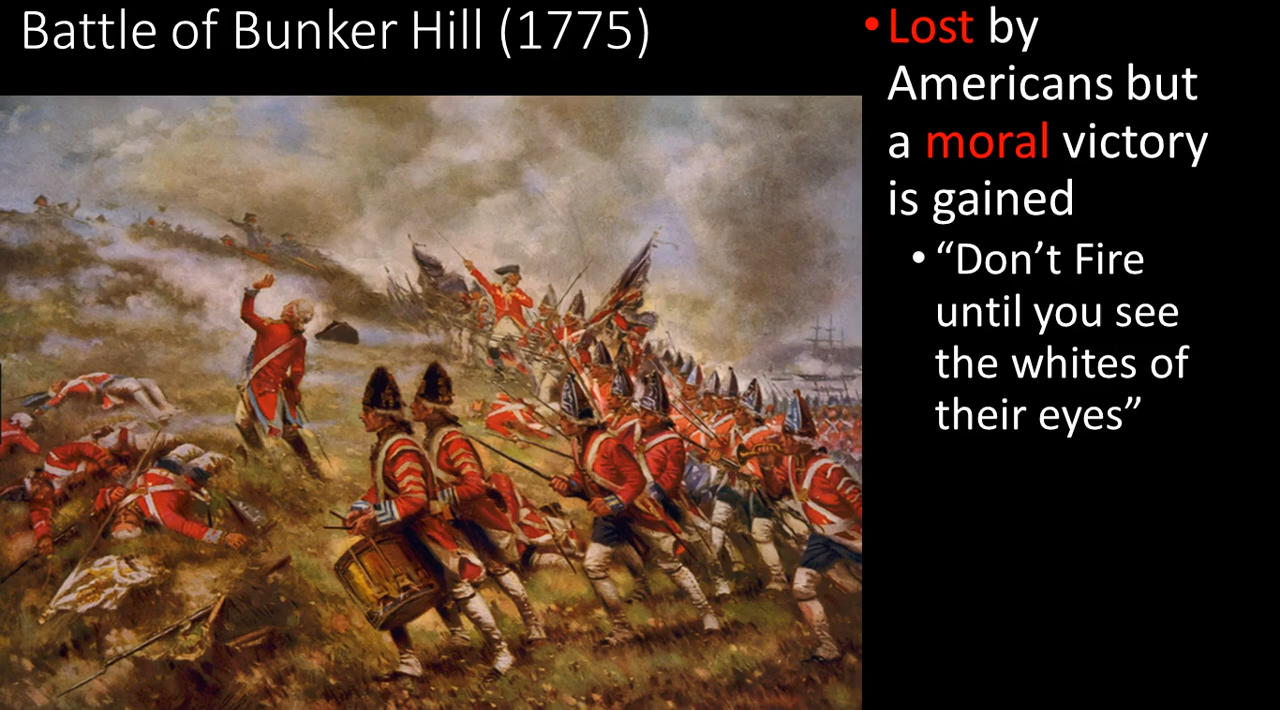 Battle of Bunker Hill (1775)
•Lost by
Americans but
a moral victory
is gained
• “Don’t Fire
until you see
the whites of
their eyes”